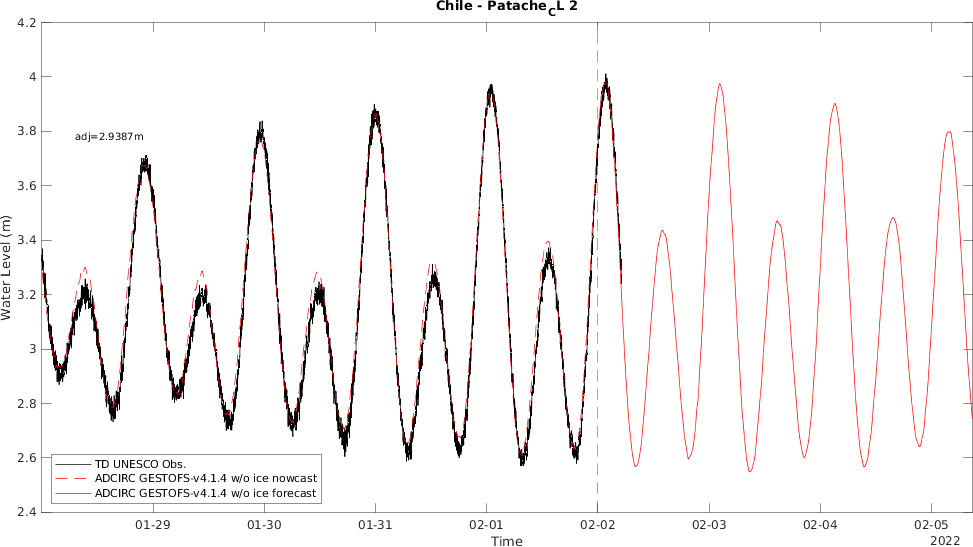 Chile - PatacheCL 2
4.2
4
3.8
3.6
3.4
3.2
3
2.8
2.6
2.4
Water Level (m)
adj=2.9387m
TD UNESCO Obs.
ADCIRC GESTOFS-v4.1.4 w/o ice nowcast
ADCIRC GESTOFS-v4.1.4 w/o ice forecast
01-29 01-30 01-31 02-01 02-02 02-03 02-04 02-05
Time 2022